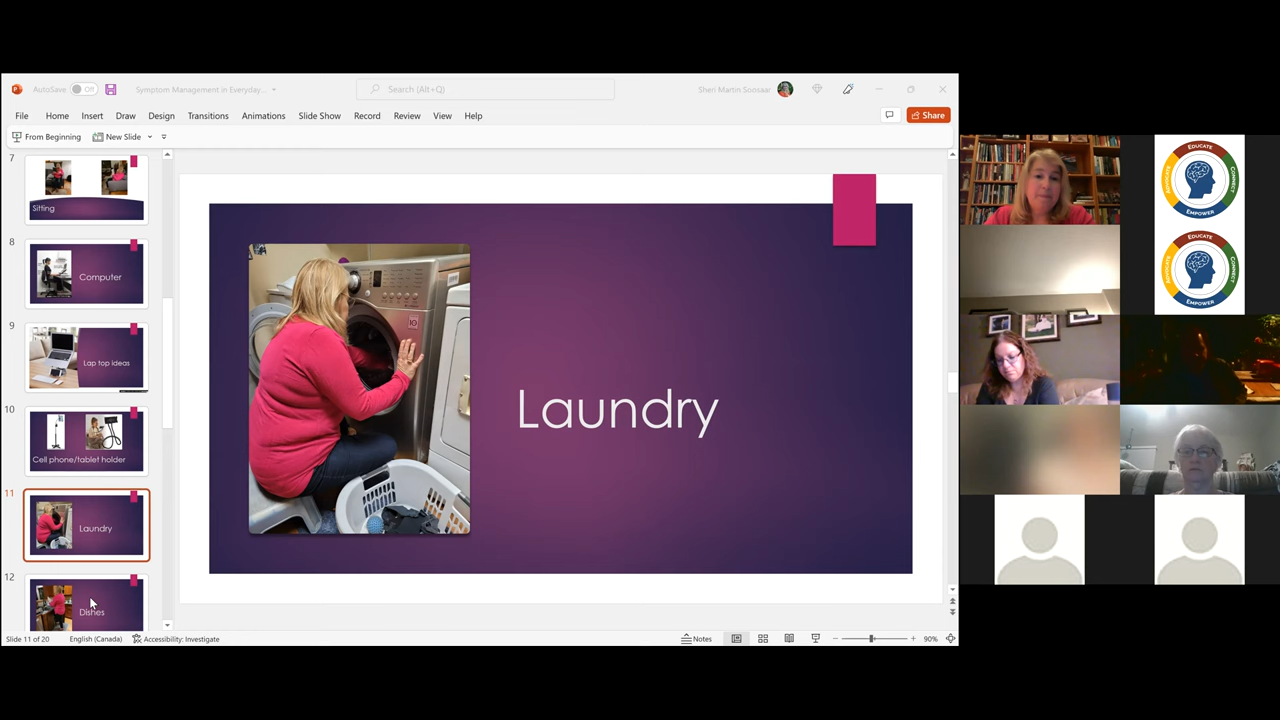 AutoSave Off Symptom Management in Everyday... Search (Alt+Q) Sheri Martin Soosaar
File Home Insert Draw Design Transitions Animations Slide Show Record Review View Help Share
From Beginning New Slide
7
Sitting
8
Computer
9
Lap top ideas
10
Cell phone/tablet holder
11
Laundry
12
Dishes
Laundry
EDUCATE
CONNECT
EMPOWER
ADVOCATE
EDUCATE
CONNECT
EMPOWER
ADVOCATE
Slide 11 of 20 English (Canada) Accessibility: Investigate Notes 90%